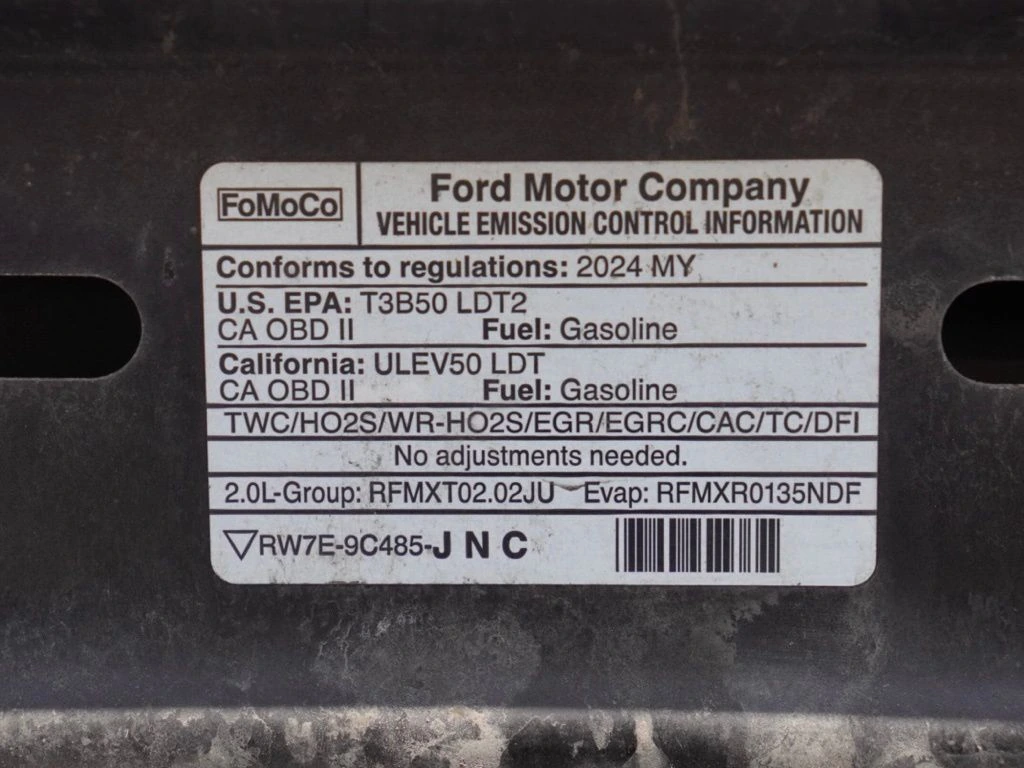 FoMoCo
Ford Motor Company
VEHICLE EMISSION CONTROL INFORMATION
Conforms to regulations: 2024 MY
U.S. EPA: T3B50 LDT2
CA OBD II Fuel: Gasoline
California: ULEV50 LDT
CA OBD II Fuel: Gasoline
TWC/HO2S/WR-HO2S/EGR/EGRC/CAC/TC/DFI
No adjustments needed.
2.0L-Group: RFMXT02.02JU Evap: RFMXR0135NDF
RW7E-9C485-J N C